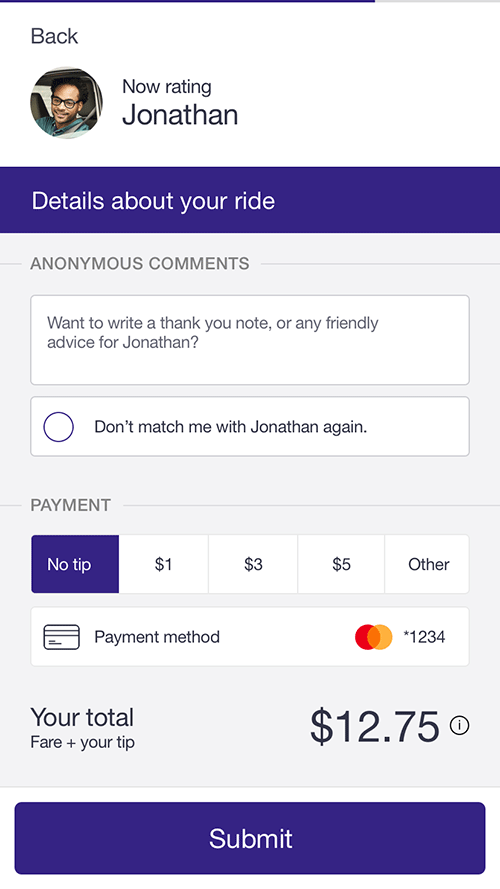 Back
Now rating
Jonathan
Details about your ride
ANONYMOUS COMMENTS
Want to write a thank you note, or any friendly
advice for Jonathan?
Don’t match me with Jonathan again.
PAYMENT
No tip $1 $3 $5 Other
Payment method *1234
Your total
Fare + your tip
$12.75 i
Submit